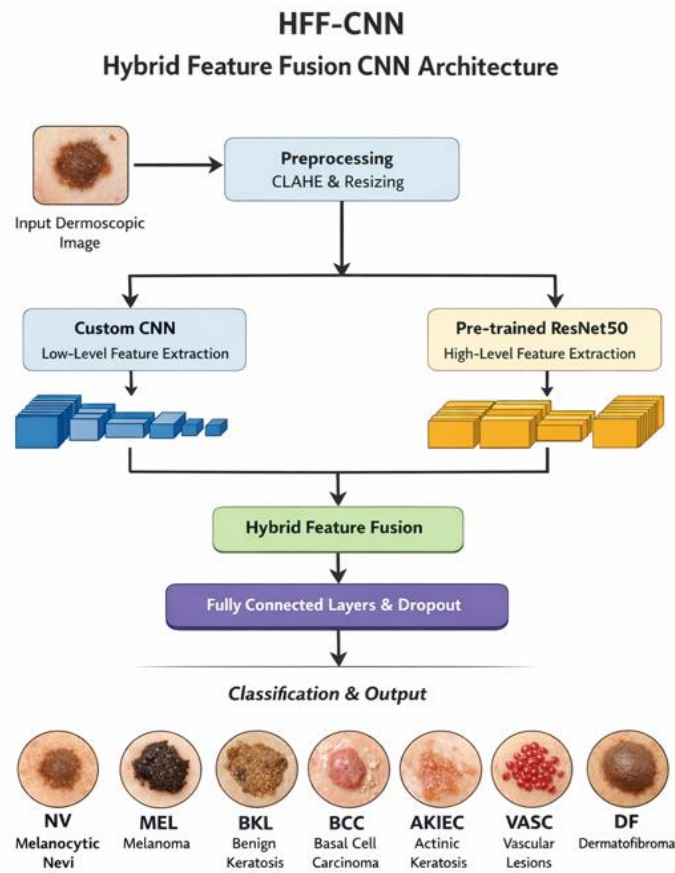 HFF-CNN
Hybrid Feature Fusion CNN Architecture
Preprocessing
CLAHE & Resizing
Input Dermoscopic
Image
Custom CNN
Low-Level Feature Extraction
Pre-trained ResNet50
High-Level Feature Extraction
Hybrid Feature Fusion
Fully Connected Layers & Dropout
Classification & Output
NV
Melanocytic
Nevi
MEL
Melanoma
BKL
Benign
Keratosis
BCC
Basal Cell
Carcinoma
AKIEC
Actinic
Keratosis
VASC
Vascular
Lesions
DF
Dermatofibroma